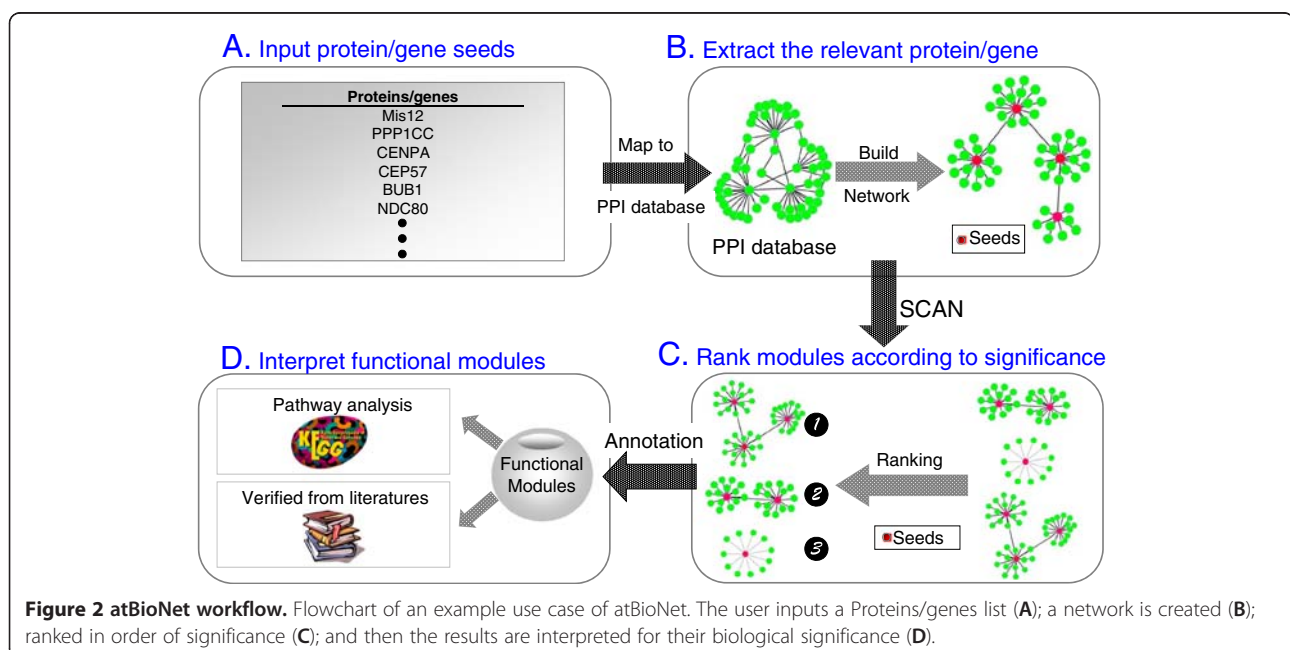 A. Input protein/gene seeds
Proteins/genes
Mis12
PPP1CC
CENPA
CEP57
BUB1
NDC80
Map to
PPI database
B. Extract the relevant protein/gene
PPI database
Build
Network
Seeds
SCAN
C. Rank modules according to significance
1
2
3
Ranking
Seeds
Annotation
D. Interpret functional modules
Pathway analysis
KEGG
Verified from literatures
Functional
Modules
Figure 2 atBioNet workflow. Flowchart of an example use case of atBioNet. The user inputs a Proteins/genes list (A); a network is created (B);
ranked in order of significance (C); and then the results are interpreted for their biological significance (D).